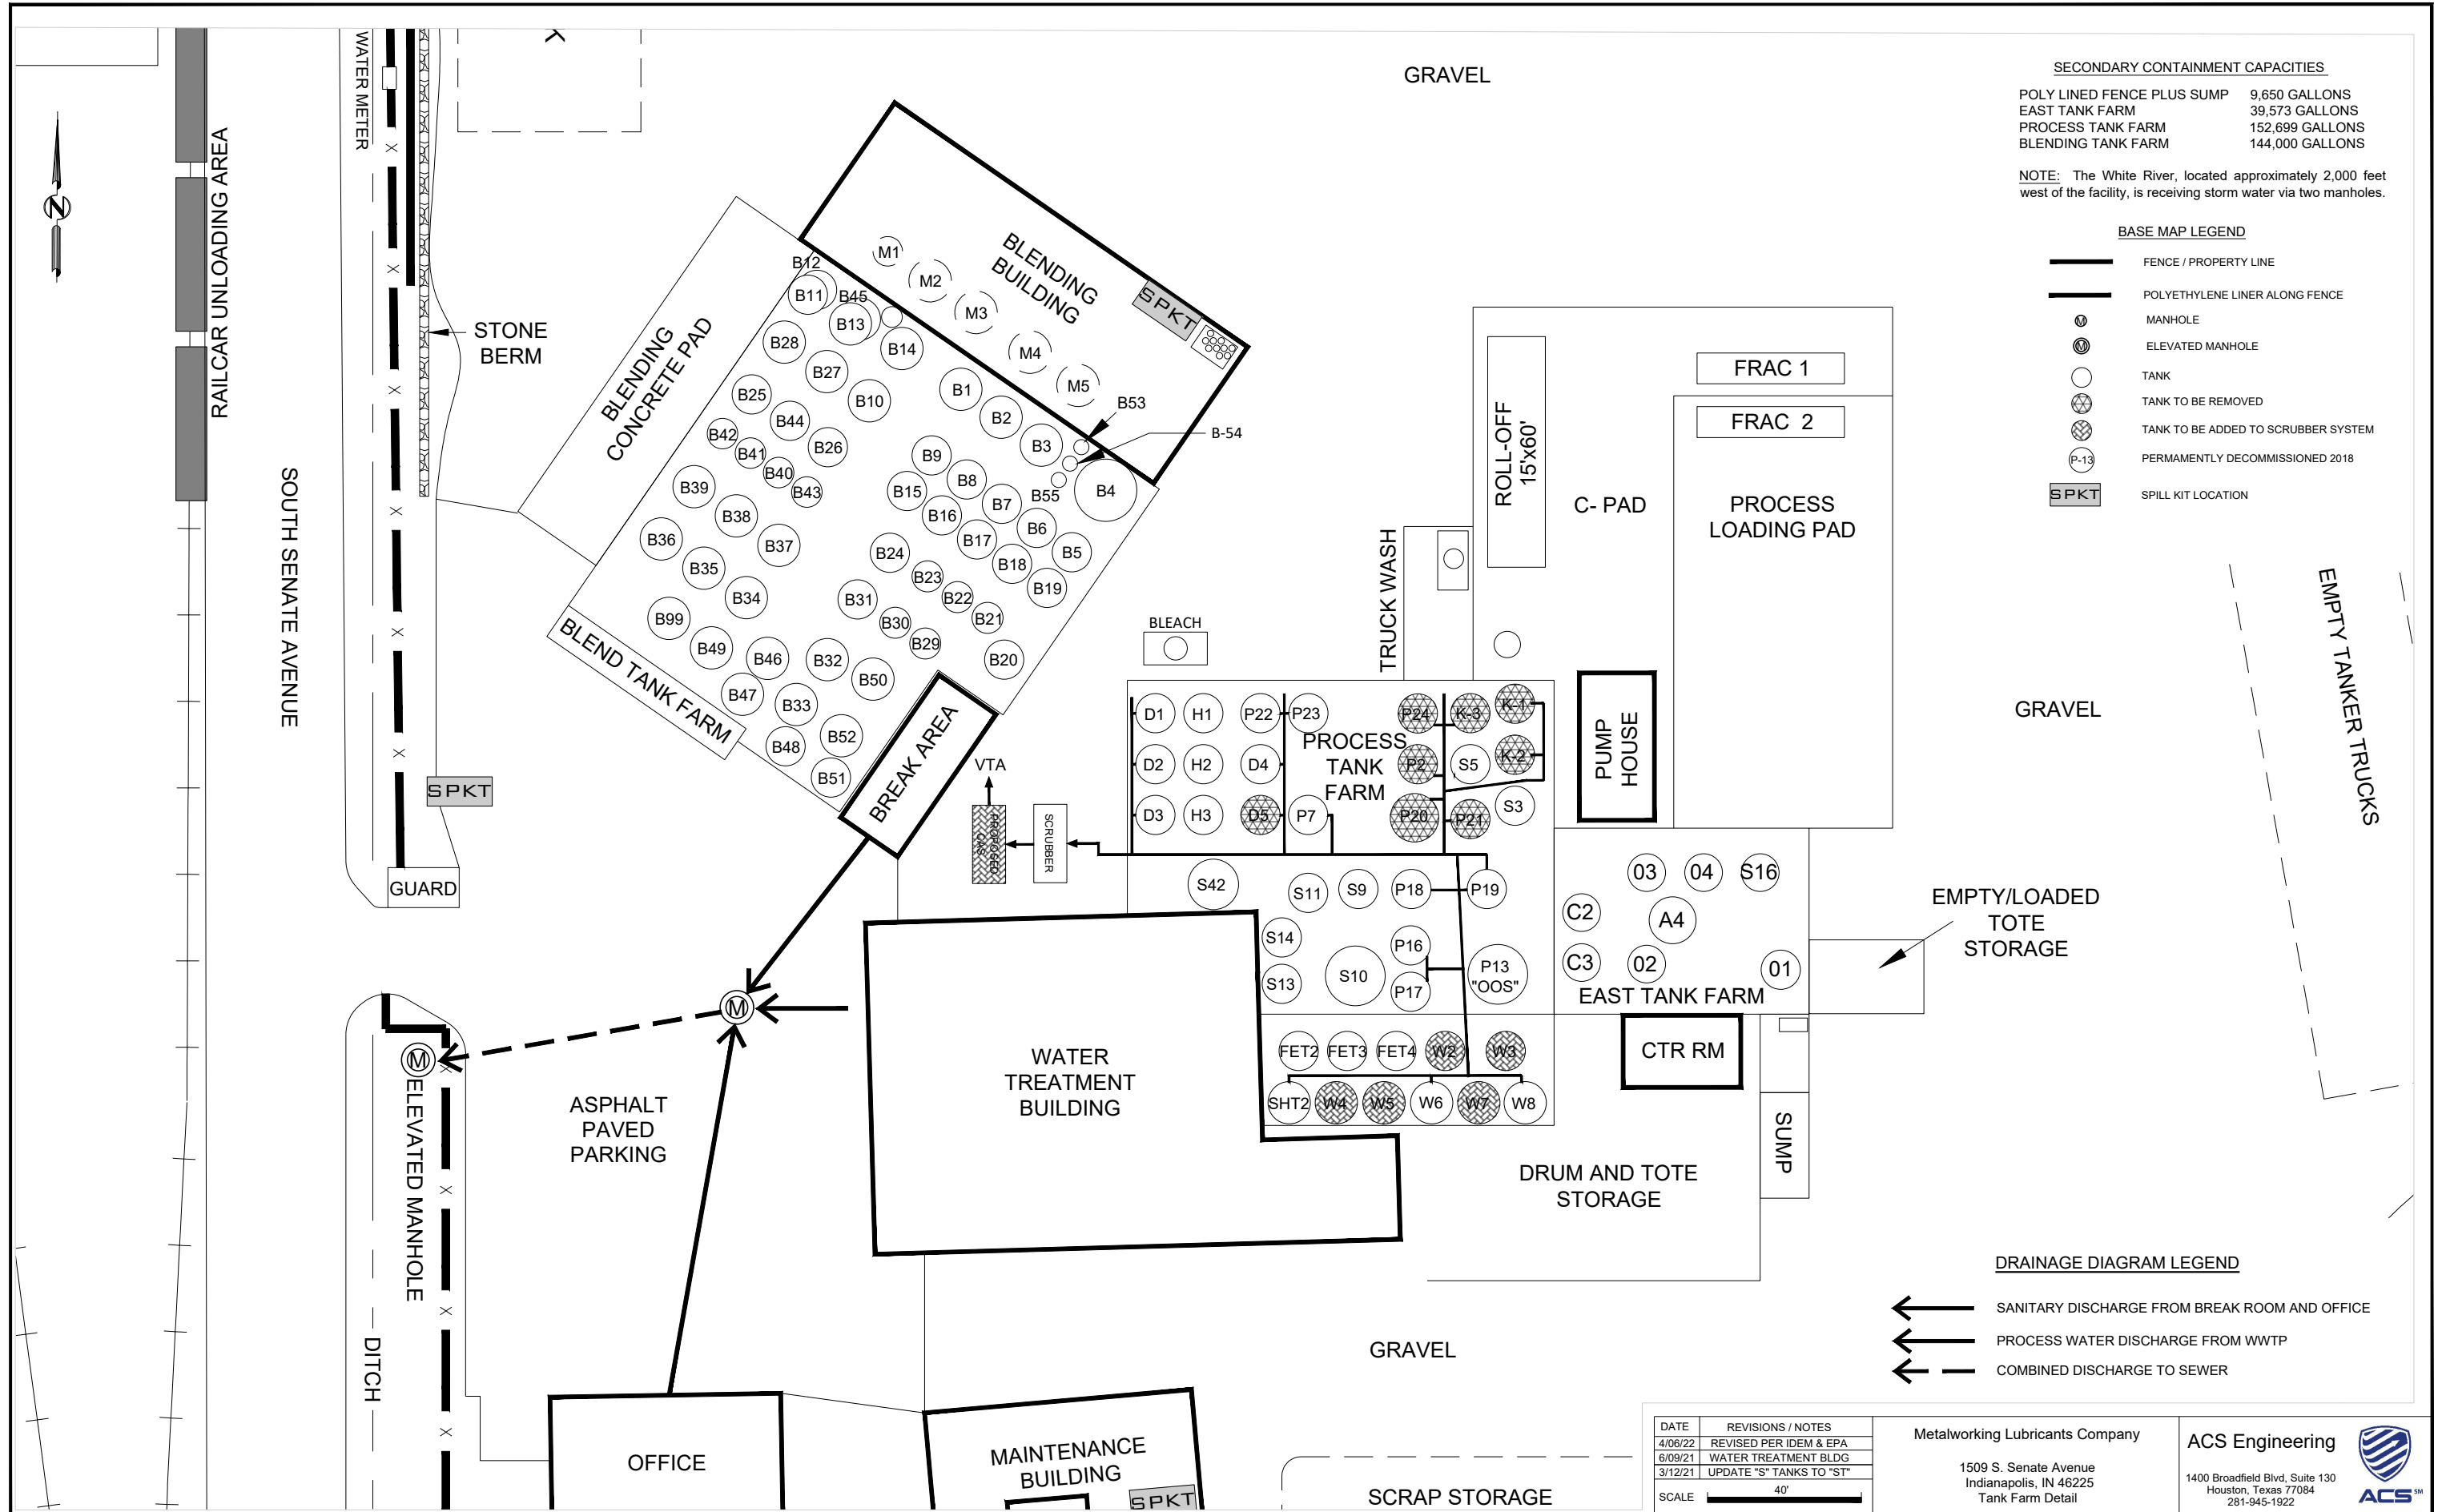 GRAVEL
SECONDARY CONTAINMENT CAPACITIES
POLY LINED FENCE PLUS SUMP 9,650 GALLONS
EAST TANK FARM 39,573 GALLONS
PROCESS TANK FARM 152,699 GALLONS
BLENDING TANK FARM 144,000 GALLONS
NOTE: The White River, located approximately 2,000 feet
west of the facility, is receiving storm water via two manholes.
BASE MAP LEGEND
FENCE / PROPERTY LINE
POLYETHYLENE LINER ALONG FENCE
M MANHOLE
M ELEVATED MANHOLE
TANK
TANK TO BE REMOVED
TANK TO BE ADDED TO SCRUBBER SYSTEM
P-13 PERMAMENTLY DECOMMISSIONED 2018
SPKT SPILL KIT LOCATION
N
RAILCAR UNLOADING AREA
WATER METER
STONE
BERM
SOUTH SENATE AVENUE
SPKT
GUARD
BLENDING
CONCRETE PAD
BLENDING
BUILDING
SPKT
M1
M2
M3
M4
M5
B12
B11
B45
B13
B14
B28
B27
B10
B1
B2
B3
B53
B-54
B55
B4
B25
B44
B26
B42
B41
B40
B43
B9
B8
B7
B6
B5
B15
B16
B17
B18
B19
B39
B38
B37
B36
B35
B34
B24
B23
B22
B21
B20
B31
B30
B29
B99
B49
B46
B32
B50
B47
B33
B52
B48
B51
BLEND TANK FARM
BREAK AREA
VTA
PROPOSED
GAS
SCRUBBER
BLEACH
TRUCK WASH
ROLL-OFF
15'x60'
C- PAD
FRAC 1
FRAC 2
PROCESS
LOADING PAD
PUMP
HOUSE
GRAVEL
EMPTY TANKER TRUCKS
D1 H1 P22 P23 P24 K-3 K-1
PROCESS
TANK
FARM
D2 H2 D4 P2 S5 K-2
D3 H3 D5 P7 P20 P21 S3
S42 S11 S9 P18 P19
S14 P16
S13 S10 P17
P13
"OOS"
FET2 FET3 FET4 W2 W3
SHT2 W4 W5 W6 W7 W8
03 04 S16
C2 A4
C3 02 01
EAST TANK FARM
EMPTY/LOADED
TOTE
STORAGE
CTR RM
SUMP
DRUM AND TOTE
STORAGE
WATER
TREATMENT
BUILDING
M
M
ELEVATED MANHOLE
ASPHALT
PAVED
PARKING
DITCH
OFFICE
MAINTENANCE
BUILDING
SPKT
GRAVEL
SCRAP STORAGE
DRAINAGE DIAGRAM LEGEND
SANITARY DISCHARGE FROM BREAK ROOM AND OFFICE
PROCESS WATER DISCHARGE FROM WWTP
COMBINED DISCHARGE TO SEWER
DATE REVISIONS / NOTES
4/06/22 REVISED PER IDEM & EPA
6/09/21 WATER TREATMENT BLDG
3/12/21 UPDATE "S" TANKS TO "ST"
SCALE 40'
Metalworking Lubricants Company
1509 S. Senate Avenue
Indianapolis, IN 46225
Tank Farm Detail
ACS Engineering
1400 Broadfield Blvd, Suite 130
Houston, Texas 77084
281-945-1922
ACS SM